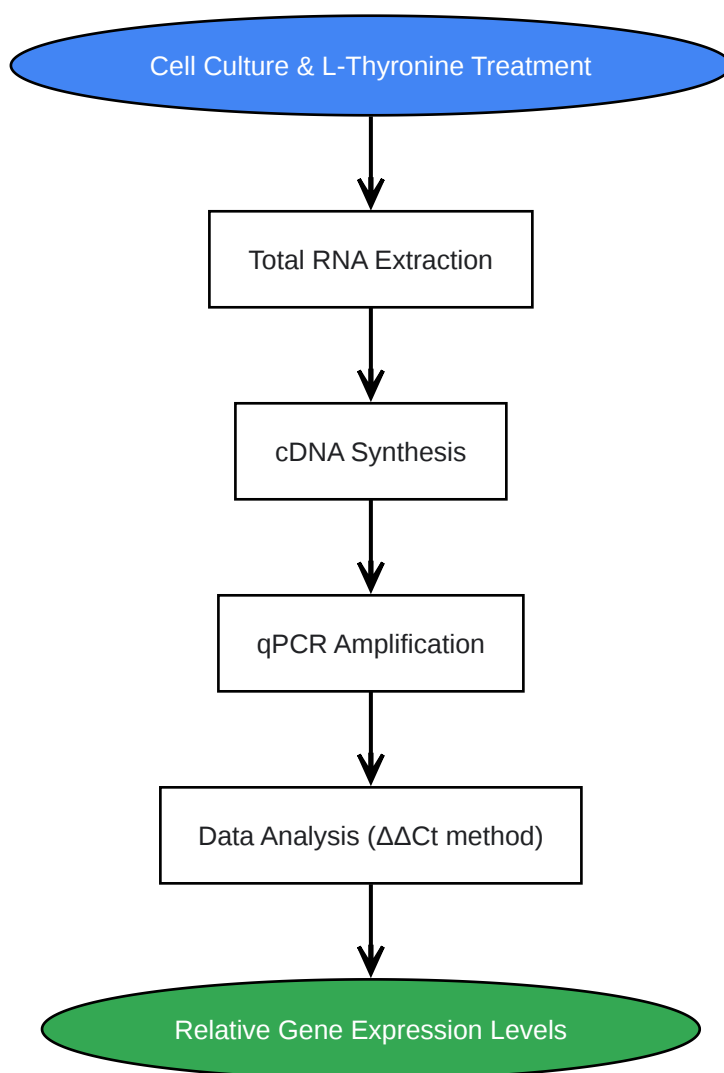 Cell Culture & L-Thyronine Treatment
Total RNA Extraction
cDNA Synthesis
qPCR Amplification
Data Analysis (ΔΔCt method)
Relative Gene Expression Levels